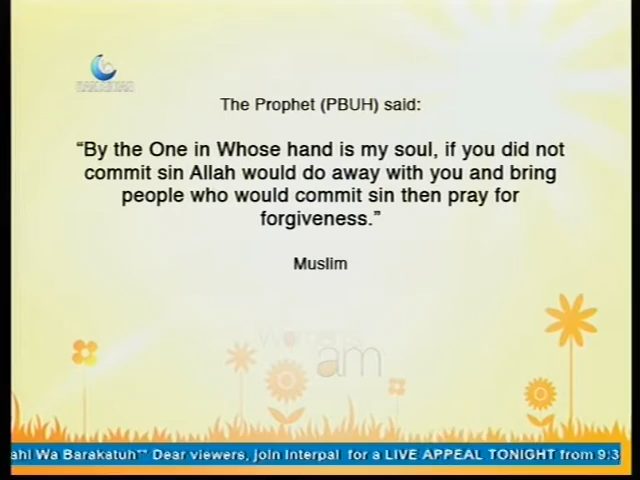 The Prophet (PBUH) said:
“By the One in Whose hand is my soul, if you did not
commit sin Allah would do away with you and bring
people who would commit sin then pray for
forgiveness.”
Muslim
am
ahi Wa Barakatuh"" Dear viewers, join Interpal for a LIVE APPEAL TONIGHT from 9:3